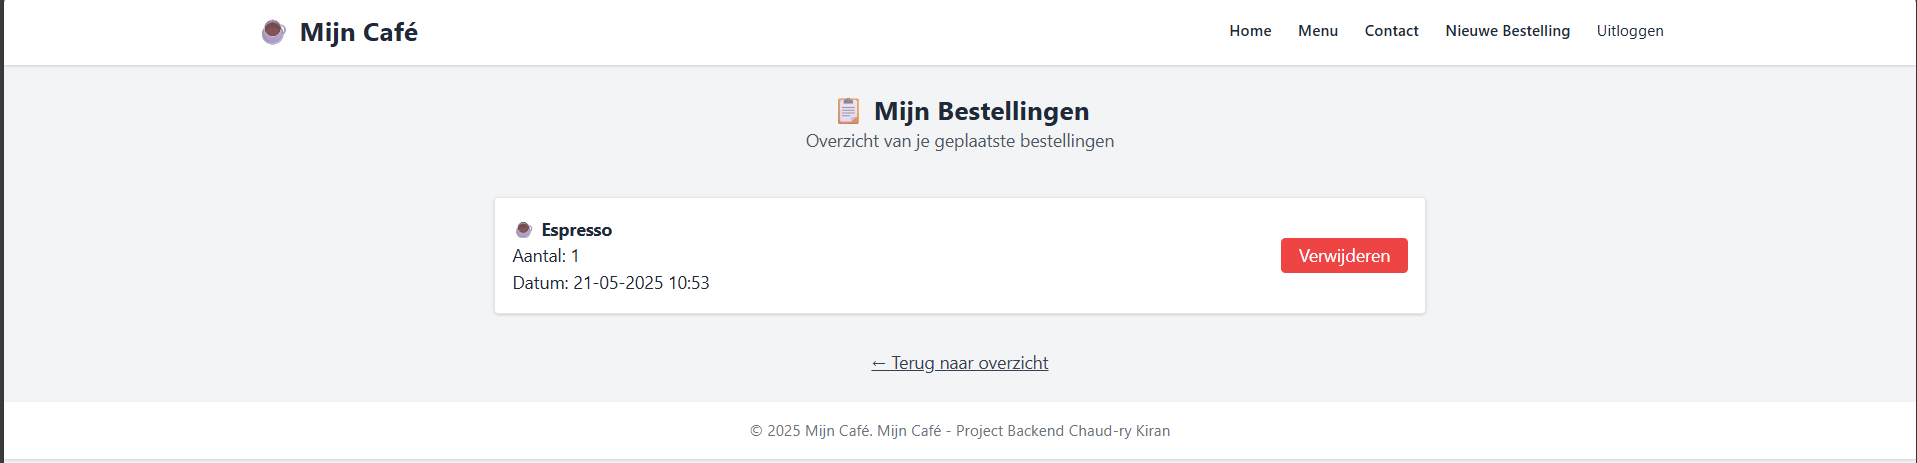 Mijn Café
Home Menu Contact Nieuwe Bestelling Uitloggen
Mijn Bestellingen
Overzicht van je geplaatste bestellingen
Espresso
Aantal: 1
Datum: 21-05-2025 10:53
Verwijderen
← Terug naar overzicht
© 2025 Mijn Café. Mijn Café - Project Backend Chaud-ry Kiran